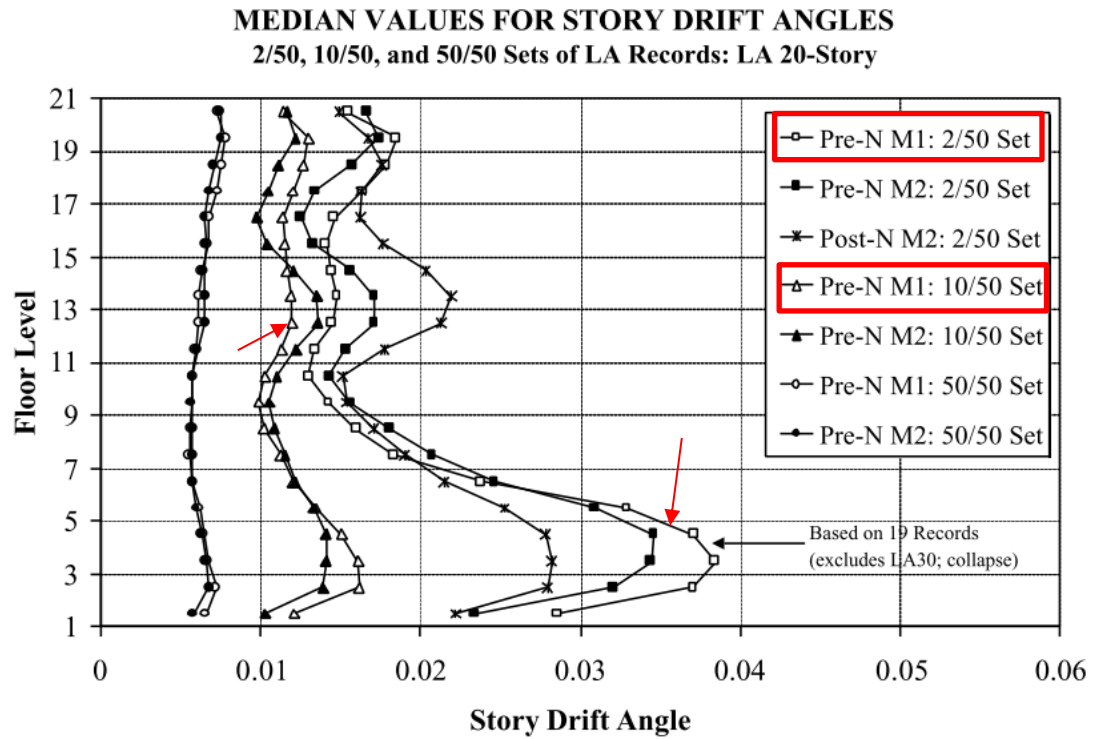 MEDIAN VALUES FOR STORY DRIFT ANGLES
2/50, 10/50, and 50/50 Sets of LA Records: LA 20-Story
21
19
17
15
13
11
9
7
5
3
1
Floor Level
Pre-N M1: 2/50 Set
Pre-N M2: 2/50 Set
Post-N M2: 2/50 Set
Pre-N M1: 10/50 Set
Pre-N M2: 10/50 Set
Pre-N M1: 50/50 Set
Pre-N M2: 50/50 Set
Based on 19 Records
(excludes LA30; collapse)
0 0.01 0.02 0.03 0.04 0.05 0.06
Story Drift Angle